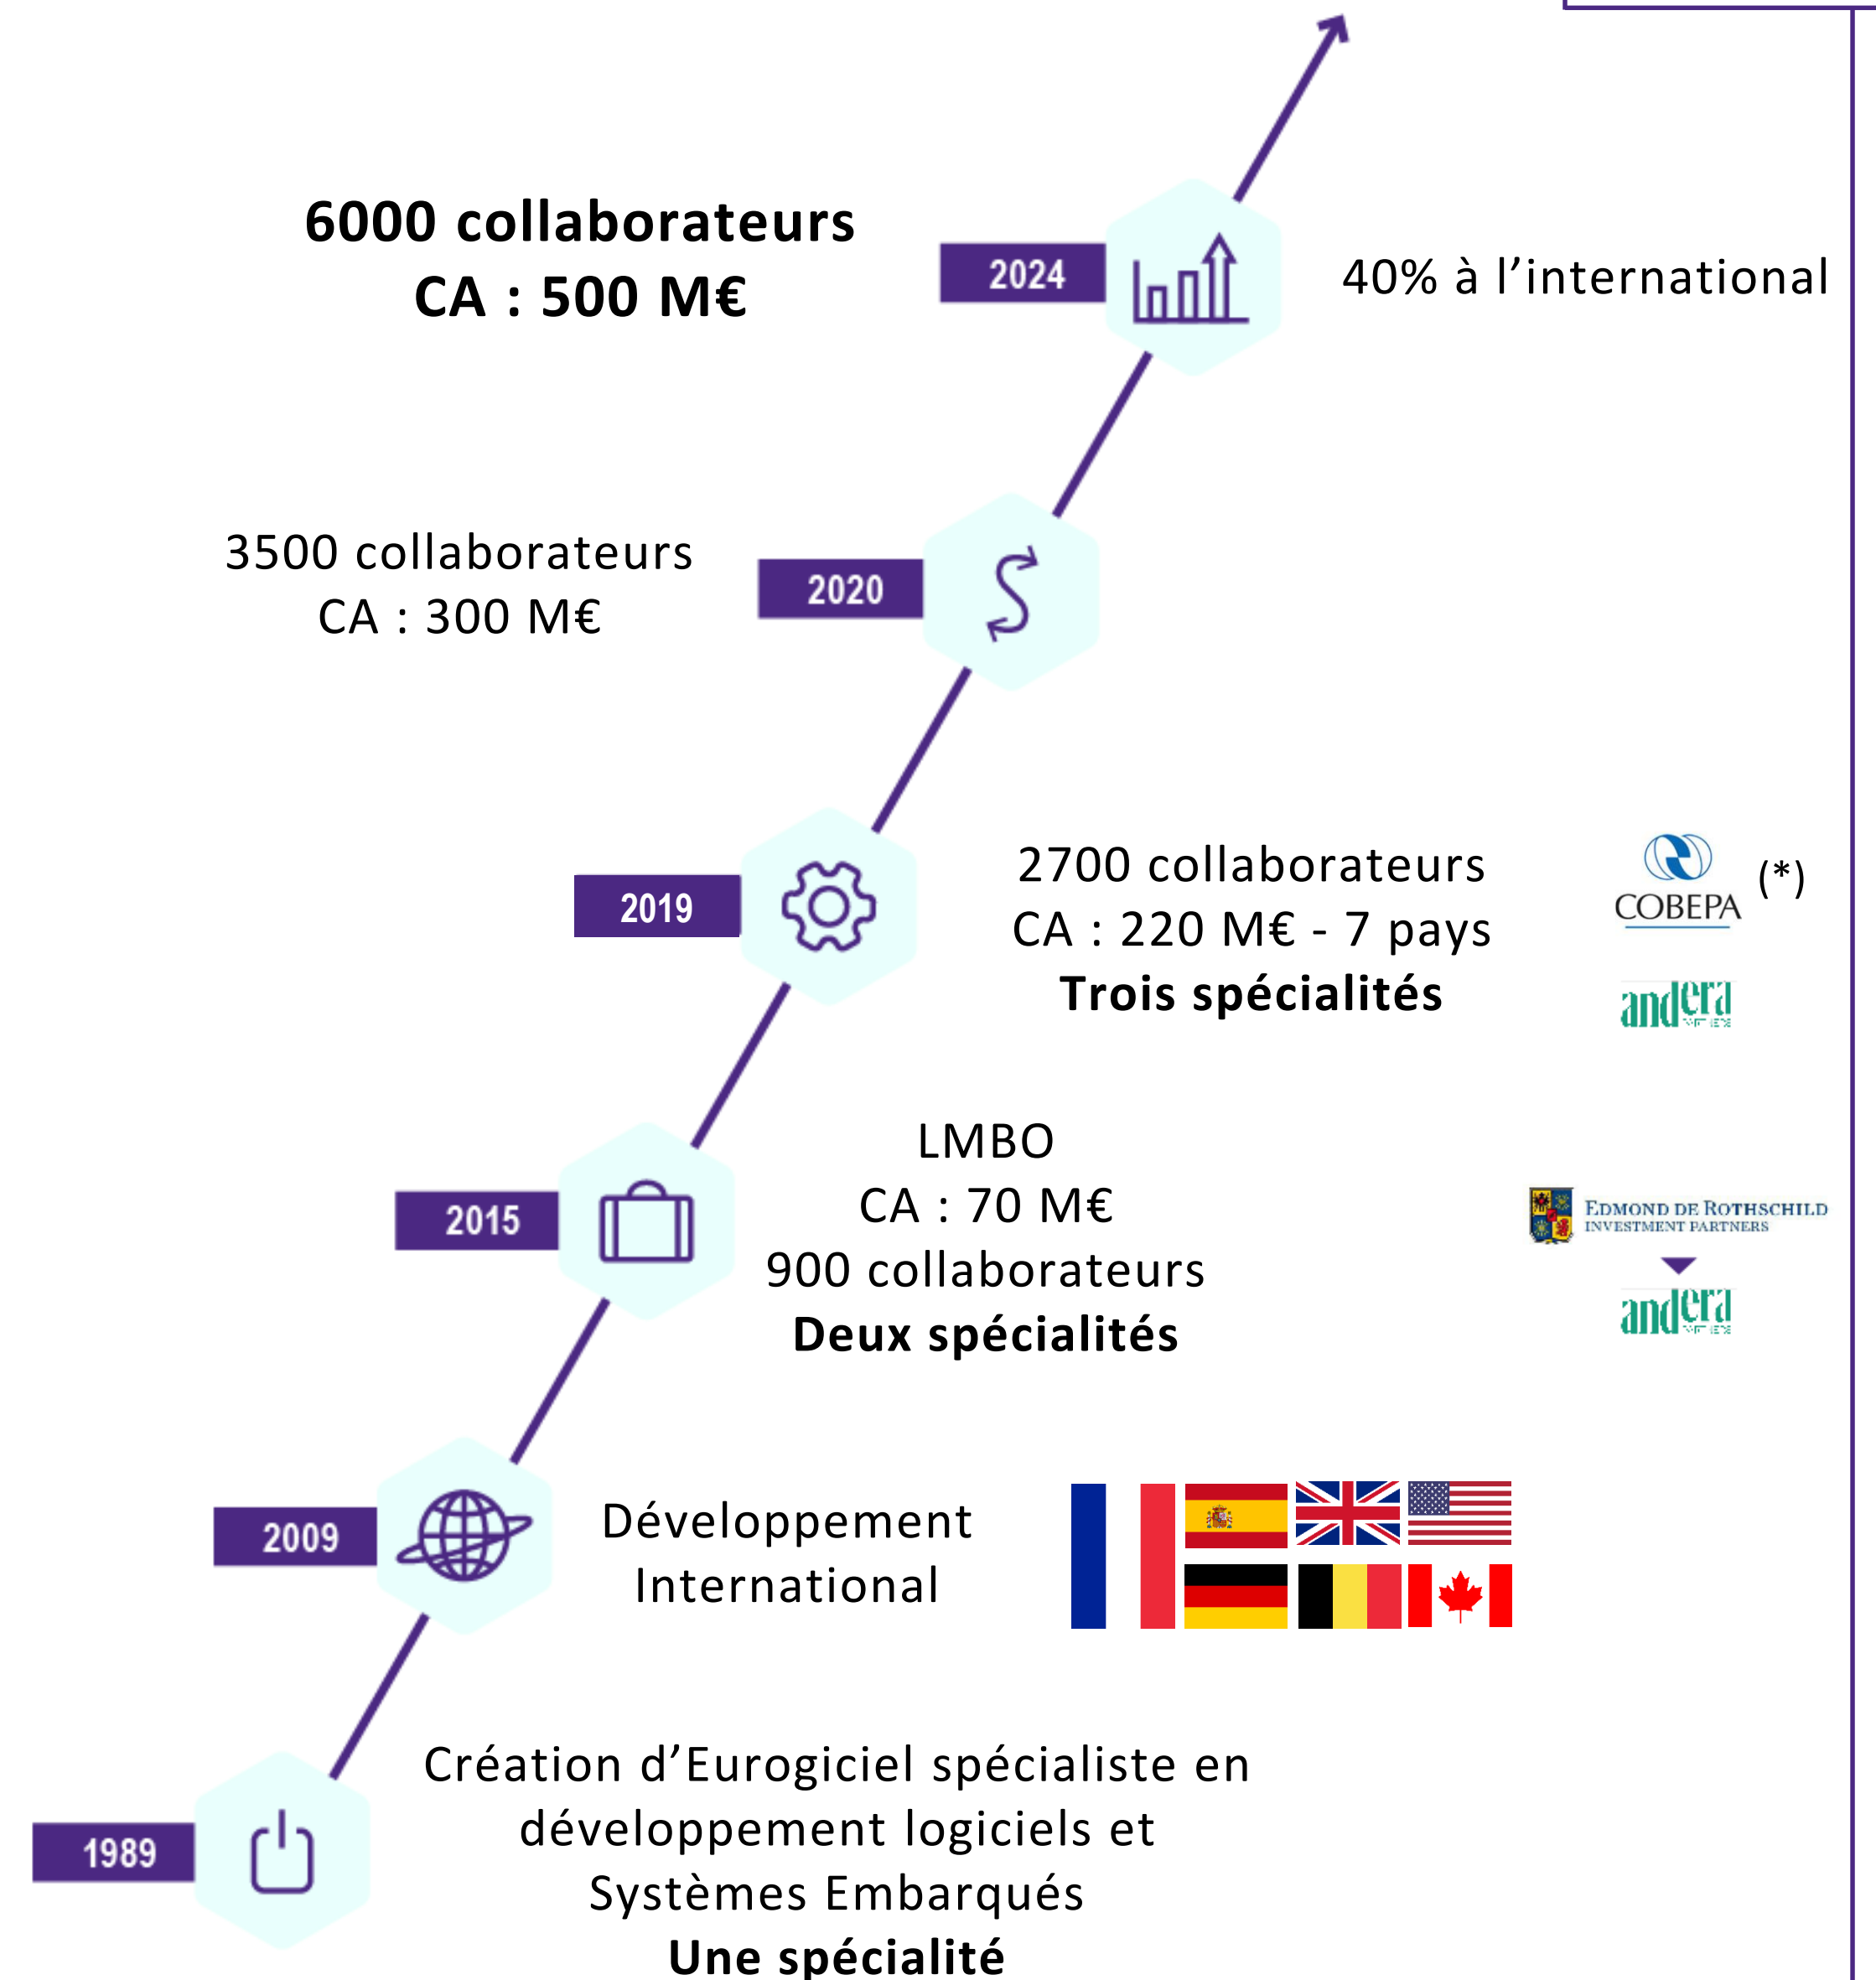 6000 collaborateurs
CA : 500 M€
2024
40% à l’international
3500 collaborateurs
CA : 300 M€
2020
2019
2700 collaborateurs
CA : 220 M€ - 7 pays
Trois spécialités
COBEPA
(*)
andera
2015
LMBO
CA : 70 M€
900 collaborateurs
Deux spécialités
EDMOND DE ROTHSCHILD
INVESTMENT PARTNERS
andera
2009
Développement
International
1989
Création d’Eurogiciel spécialiste en
développement logiciels et
Systèmes Embarqués
Une spécialité